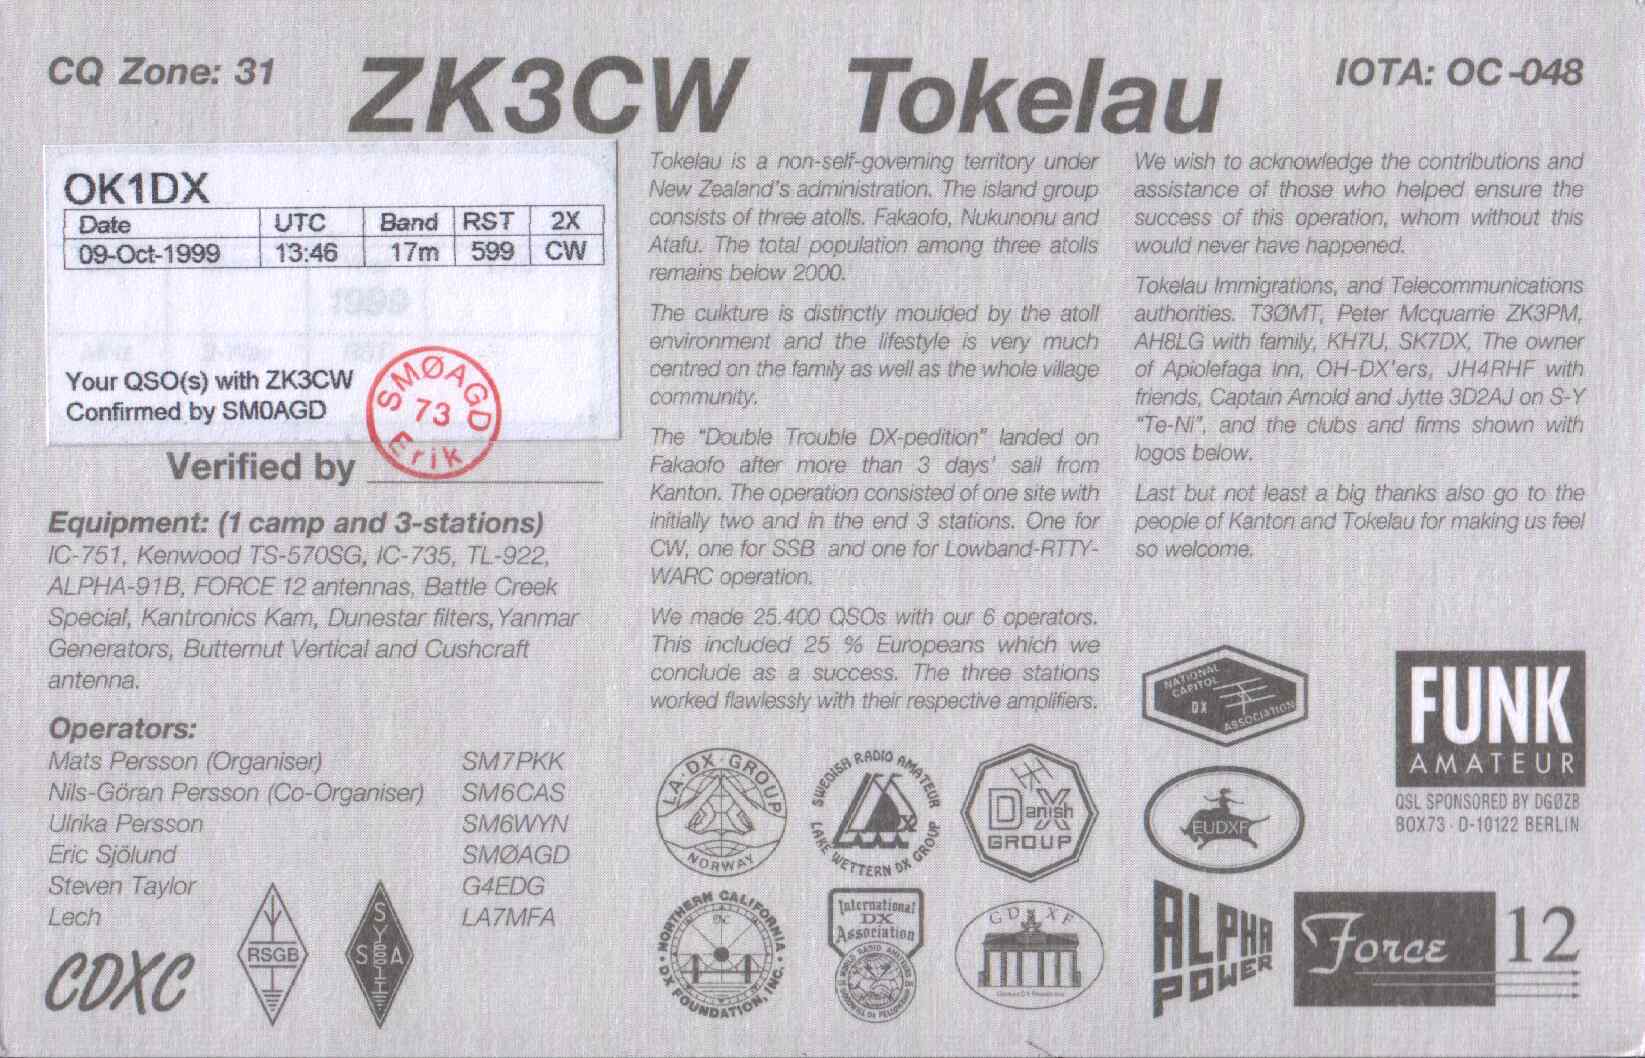 CQ Zone: 31
ZK3CW Tokelau
IOTA: OC-048
OK1DX
Date UTC Band RST 2X
09-Oct-1999 13:46 17m 599 CW
1999
Your QSO(s) with ZK3CW
Confirmed by SM0AGD
SMØAGD
73
Erik
Verified by
Equipment: (1 camp and 3-stations)
IC-751, Kenwood TS-570SG, IC-735, TL-922,
ALPHA-91B, FORCE 12 antennas, Battle Creek
Special, Kantronics Kam, Dunestar filters, Yanmar
Generators, Butternut Vertical and Cushcraft
antenna.
Operators:
Mats Persson (Organiser) SM7PKK
Nils-Göran Persson (Co-Organiser) SM6CAS
Ulrika Persson SM6WYN
Eric Sjölund SMØAGD
Steven Taylor G4EDG
Lech LA7MFA
CDXC
RSGB
Tokelau is a non-self-governing territory under
New Zealand's administration. The island group
consists of three atolls. Fakaofo, Nukunonu and
Atafu. The total population among three atolls
remains below 2000.
The culkture is distinctly moulded by the atoll
environment and the lifestyle is very much
centred on the family as well as the whole village
community.
The "Double Trouble DX-pedition" landed on
Fakaofo after more than 3 days' sail from
Kanton. The operation consisted of one site with
initially two and in the end 3 stations. One for
CW, one for SSB and one for Lowband-RTTY-
WARC operation.
We made 25.400 QSOs with our 6 operators.
This included 25 % Europeans which we
conclude as a success. The three stations
worked flawlessly with their respective amplifiers.
We wish to acknowledge the contributions and
assistance of those who helped ensure the
success of this operation, whom without this
would never have happened.
Tokelau Immigrations, and Telecommunications
authorities. T3ØMT, Peter Mcquarrie ZK3PM,
AH8LG with family, KH7U, SK7DX, The owner
of Apiolefaga Inn, OH-DX'ers, JH4RHF with
friends, Captain Arnold and Jytte 3D2AJ on S-Y
"Te-Ni", and the clubs and firms shown with
logos below.
Last but not least a big thanks also go to the
people of Kanton and Tokelau for making us feel
so welcome.
LA·DX·GROUP
NORWAY
SWEDISH RADIO AMATEUR
LAKE WETTERN DX GROUP
Danish
DX
GROUP
NATIONAL
CAPITOL
DX
ASSOCIATION
EUDXF
FUNK
AMATEUR
QSL SPONSORED BY DGØZB
BOX73 · D-10122 BERLIN
NORTHERN CALIFORNIA
DX FOUNDATION, INC.
International
DX
Association
GDXF
ALPHA
POWER
Force 12